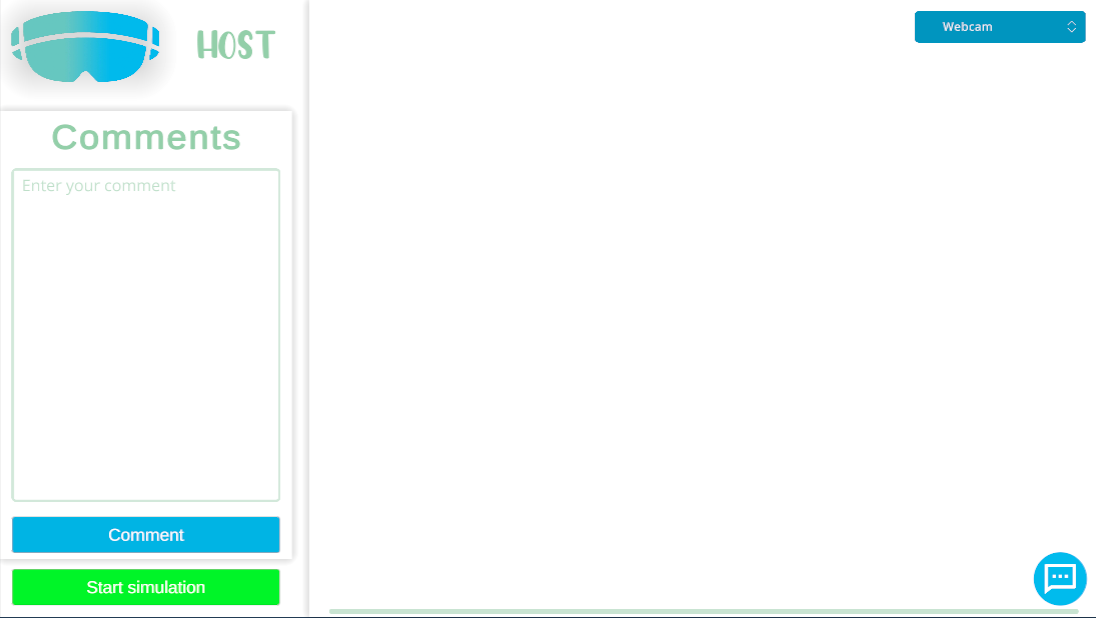 HOST
Webcam
Comments
Enter your comment
Comment
Start simulation